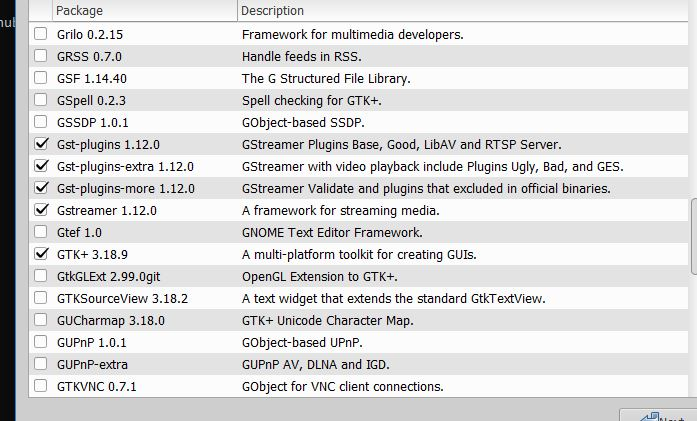 Package Description
Grilo 0.2.15 Framework for multimedia developers.
GRSS 0.7.0 Handle feeds in RSS.
GSF 1.14.40 The G Structured File Library.
GSpell 0.2.3 Spell checking for GTK+.
GSSDP 1.0.1 GObject-based SSDP.
Gst-plugins 1.12.0 GStreamer Plugins Base, Good, LibAV and RTSP Server.
Gst-plugins-extra 1.12.0 GStreamer with video playback include Plugins Ugly, Bad, and GES.
Gst-plugins-more 1.12.0 GStreamer Validate and plugins that excluded in official binaries.
Gstreamer 1.12.0 A framework for streaming media.
Gtef 1.0 GNOME Text Editor Framework.
GTK+ 3.18.9 A multi-platform toolkit for creating GUIs.
GtkGLExt 2.99.0git OpenGL Extension to GTK+.
GTKSourceView 3.18.2 A text widget that extends the standard GtkTextView.
GUCharmap 3.18.0 GTK+ Unicode Character Map.
GUPnP 1.0.1 GObject-based UPnP.
GUPnP-extra GUPnP AV, DLNA and IGD.
GTKVNC 0.7.1 GObject for VNC client connections.